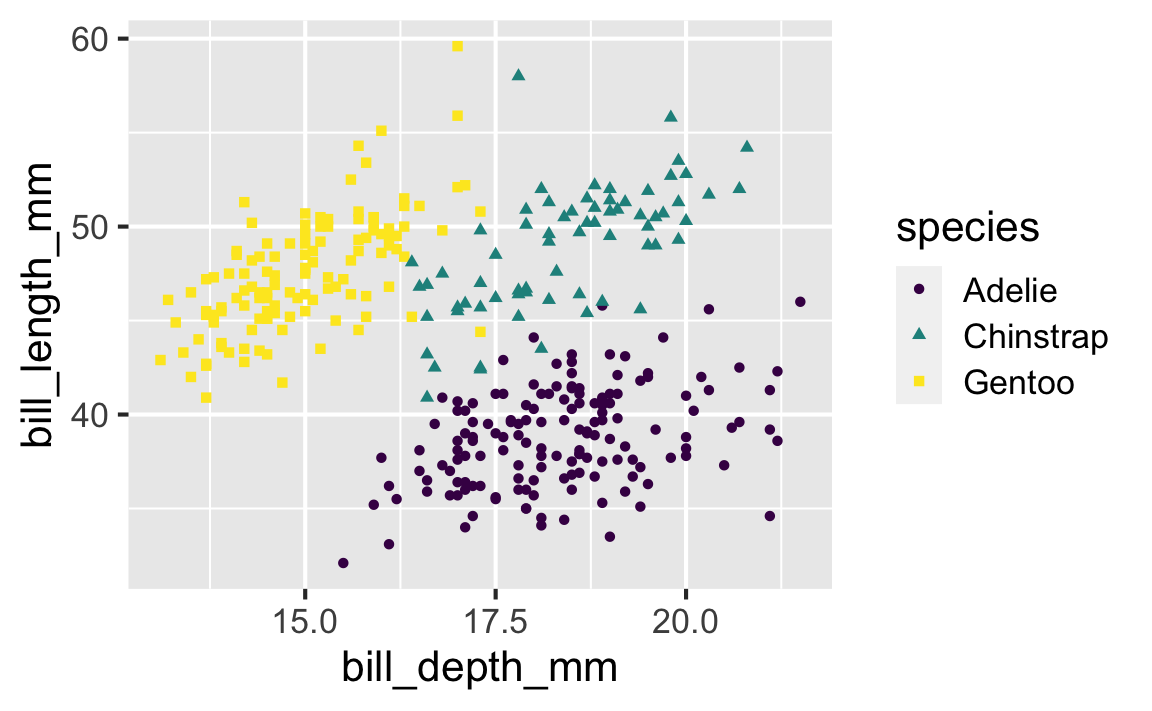 60
50
40
bill_length_mm
15.0 17.5 20.0
bill_depth_mm
species
Adelie
Chinstrap
Gentoo